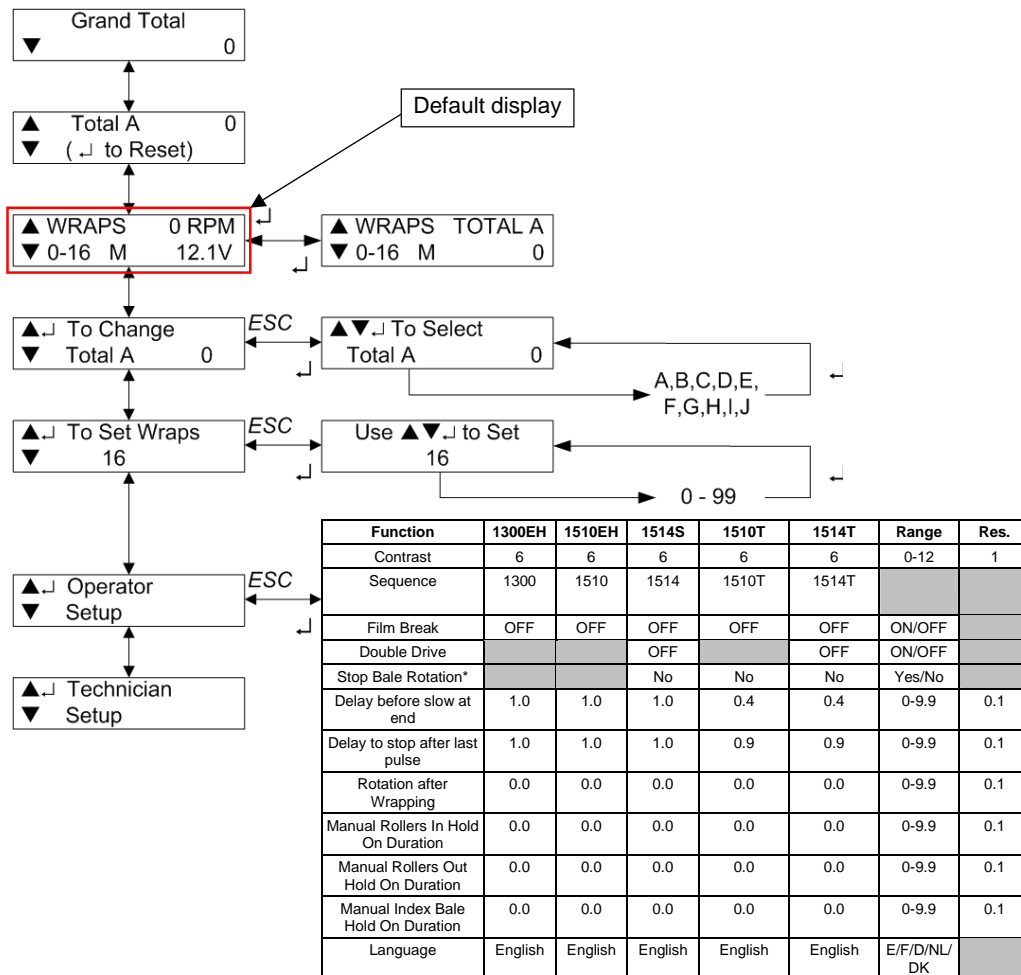 Grand Total
▼ 0
Default display
▲ Total A 0
▼ ( ↵ to Reset)
▲ WRAPS 0 RPM ↵
▼ 0-16 M 12.1V
▲ WRAPS TOTAL A
▼ 0-16 M 0
↵
▲↵ To Change
▼ Total A 0
ESC
↵
▲▼↵ To Select
Total A 0
A,B,C,D,E,
F,G,H,I,J
↵
▲↵ To Set Wraps
▼ 16
ESC
↵
Use ▲▼↵ to Set
16
0 - 99
↵
▲↵ Operator
▼ Setup
ESC
↵
▲↵ Technician
▼ Setup
Function 1300EH 1510EH 1514S 1510T 1514T Range Res.
Contrast 6 6 6 6 6 0-12 1
Sequence 1300 1510 1514 1510T 1514T
Film Break OFF OFF OFF OFF OFF ON/OFF
Double Drive OFF OFF ON/OFF
Stop Bale Rotation* No No No Yes/No
Delay before slow at 1.0 1.0 1.0 0.4 0.4 0-9.9 0.1
end
Delay to stop after last 1.0 1.0 1.0 0.9 0.9 0-9.9 0.1
pulse
Rotation after 0.0 0.0 0.0 0.0 0.0 0-9.9 0.1
Wrapping
Manual Rollers In Hold 0.0 0.0 0.0 0.0 0.0 0-9.9 0.1
On Duration
Manual Rollers Out 0.0 0.0 0.0 0.0 0.0 0-9.9 0.1
Hold On Duration
Manual Index Bale 0.0 0.0 0.0 0.0 0.0 0-9.9 0.1
Hold On Duration
Language English English English English English E/F/D/NL/
DK